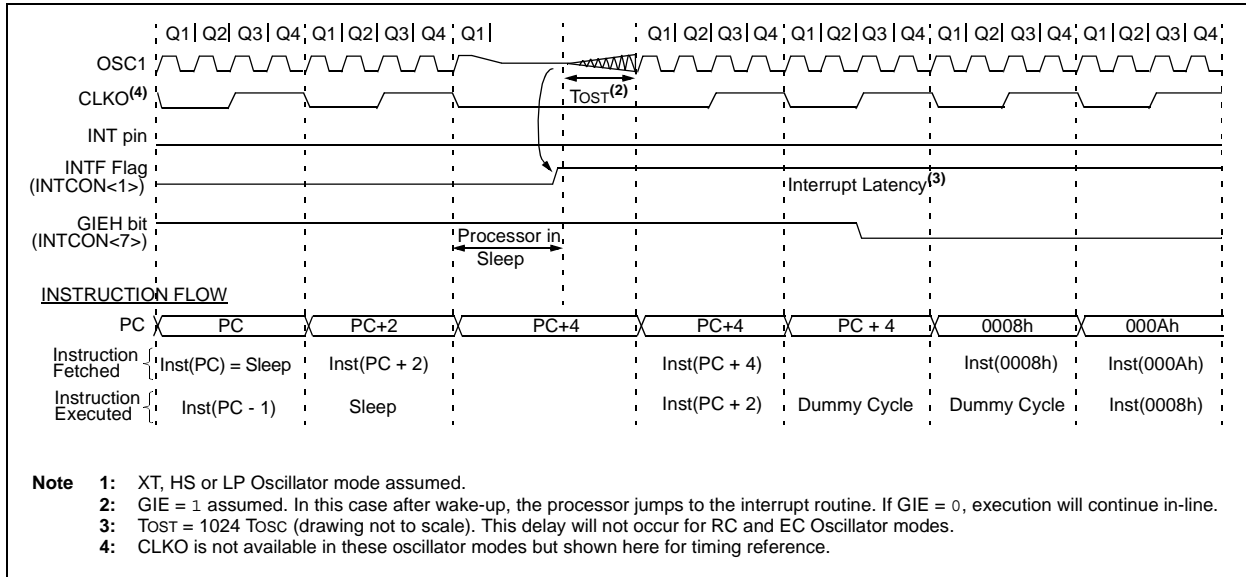 Q1 Q2 Q3 Q4 Q1 Q2 Q3 Q4 Q1 Q1 Q2 Q3 Q4 Q1 Q2 Q3 Q4 Q1 Q2 Q3 Q4 Q1 Q2 Q3 Q4
OSC1
CLKO(4)
TOST(2)
INT pin
INTF Flag
(INTCON<1>)
Interrupt Latency(3)
GIEH bit
(INTCON<7>)
Processor in
Sleep
INSTRUCTION FLOW
PC PC PC+2 PC+4 PC+4 PC + 4 0008h 000Ah
Instruction
Fetched
Inst(PC) = Sleep Inst(PC + 2) Inst(PC + 4) Inst(0008h) Inst(000Ah)
Instruction
Executed
Inst(PC - 1) Sleep Inst(PC + 2) Dummy Cycle Dummy Cycle Inst(0008h)
Note 1: XT, HS or LP Oscillator mode assumed.
2: GIE = 1 assumed. In this case after wake-up, the processor jumps to the interrupt routine. If GIE = 0, execution will continue in-line.
3: TOST = 1024 TOSC (drawing not to scale). This delay will not occur for RC and EC Oscillator modes.
4: CLKO is not available in these oscillator modes but shown here for timing reference.